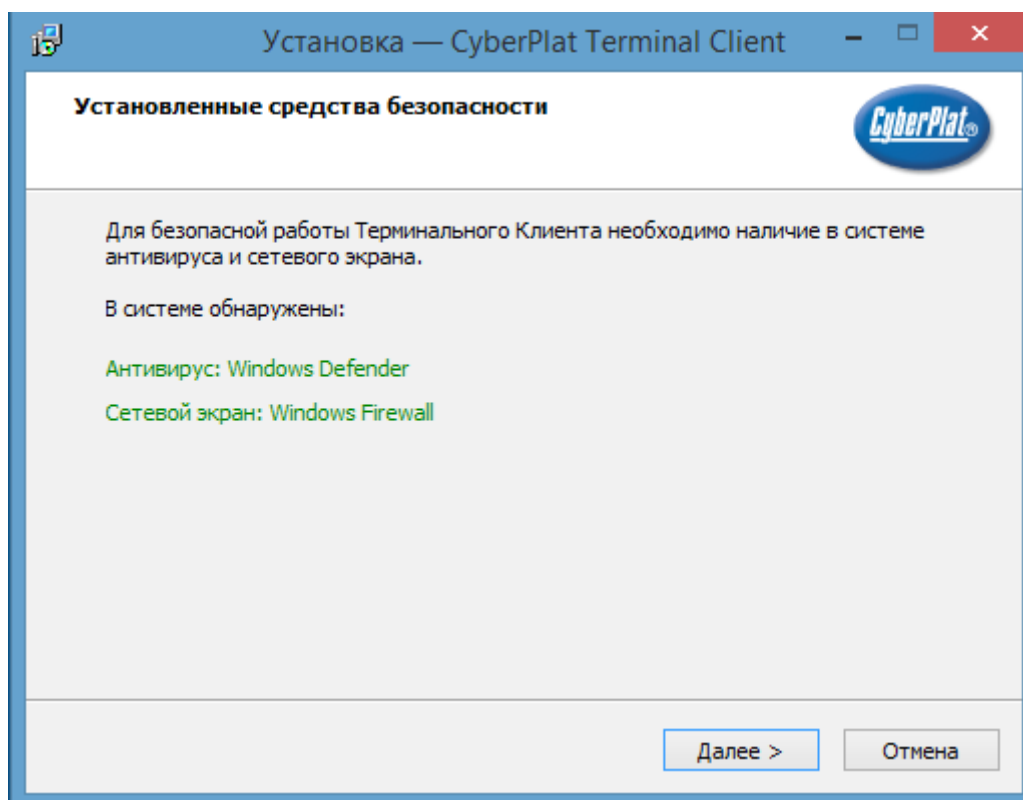 Установка — CyberPlat Terminal Client
Установленные средства безопасности
CyberPlat®
Для безопасной работы Терминального Клиента необходимо наличие в системе
антивируса и сетевого экрана.
В системе обнаружены:
Антивирус: Windows Defender
Сетевой экран: Windows Firewall
Далее >
Отмена